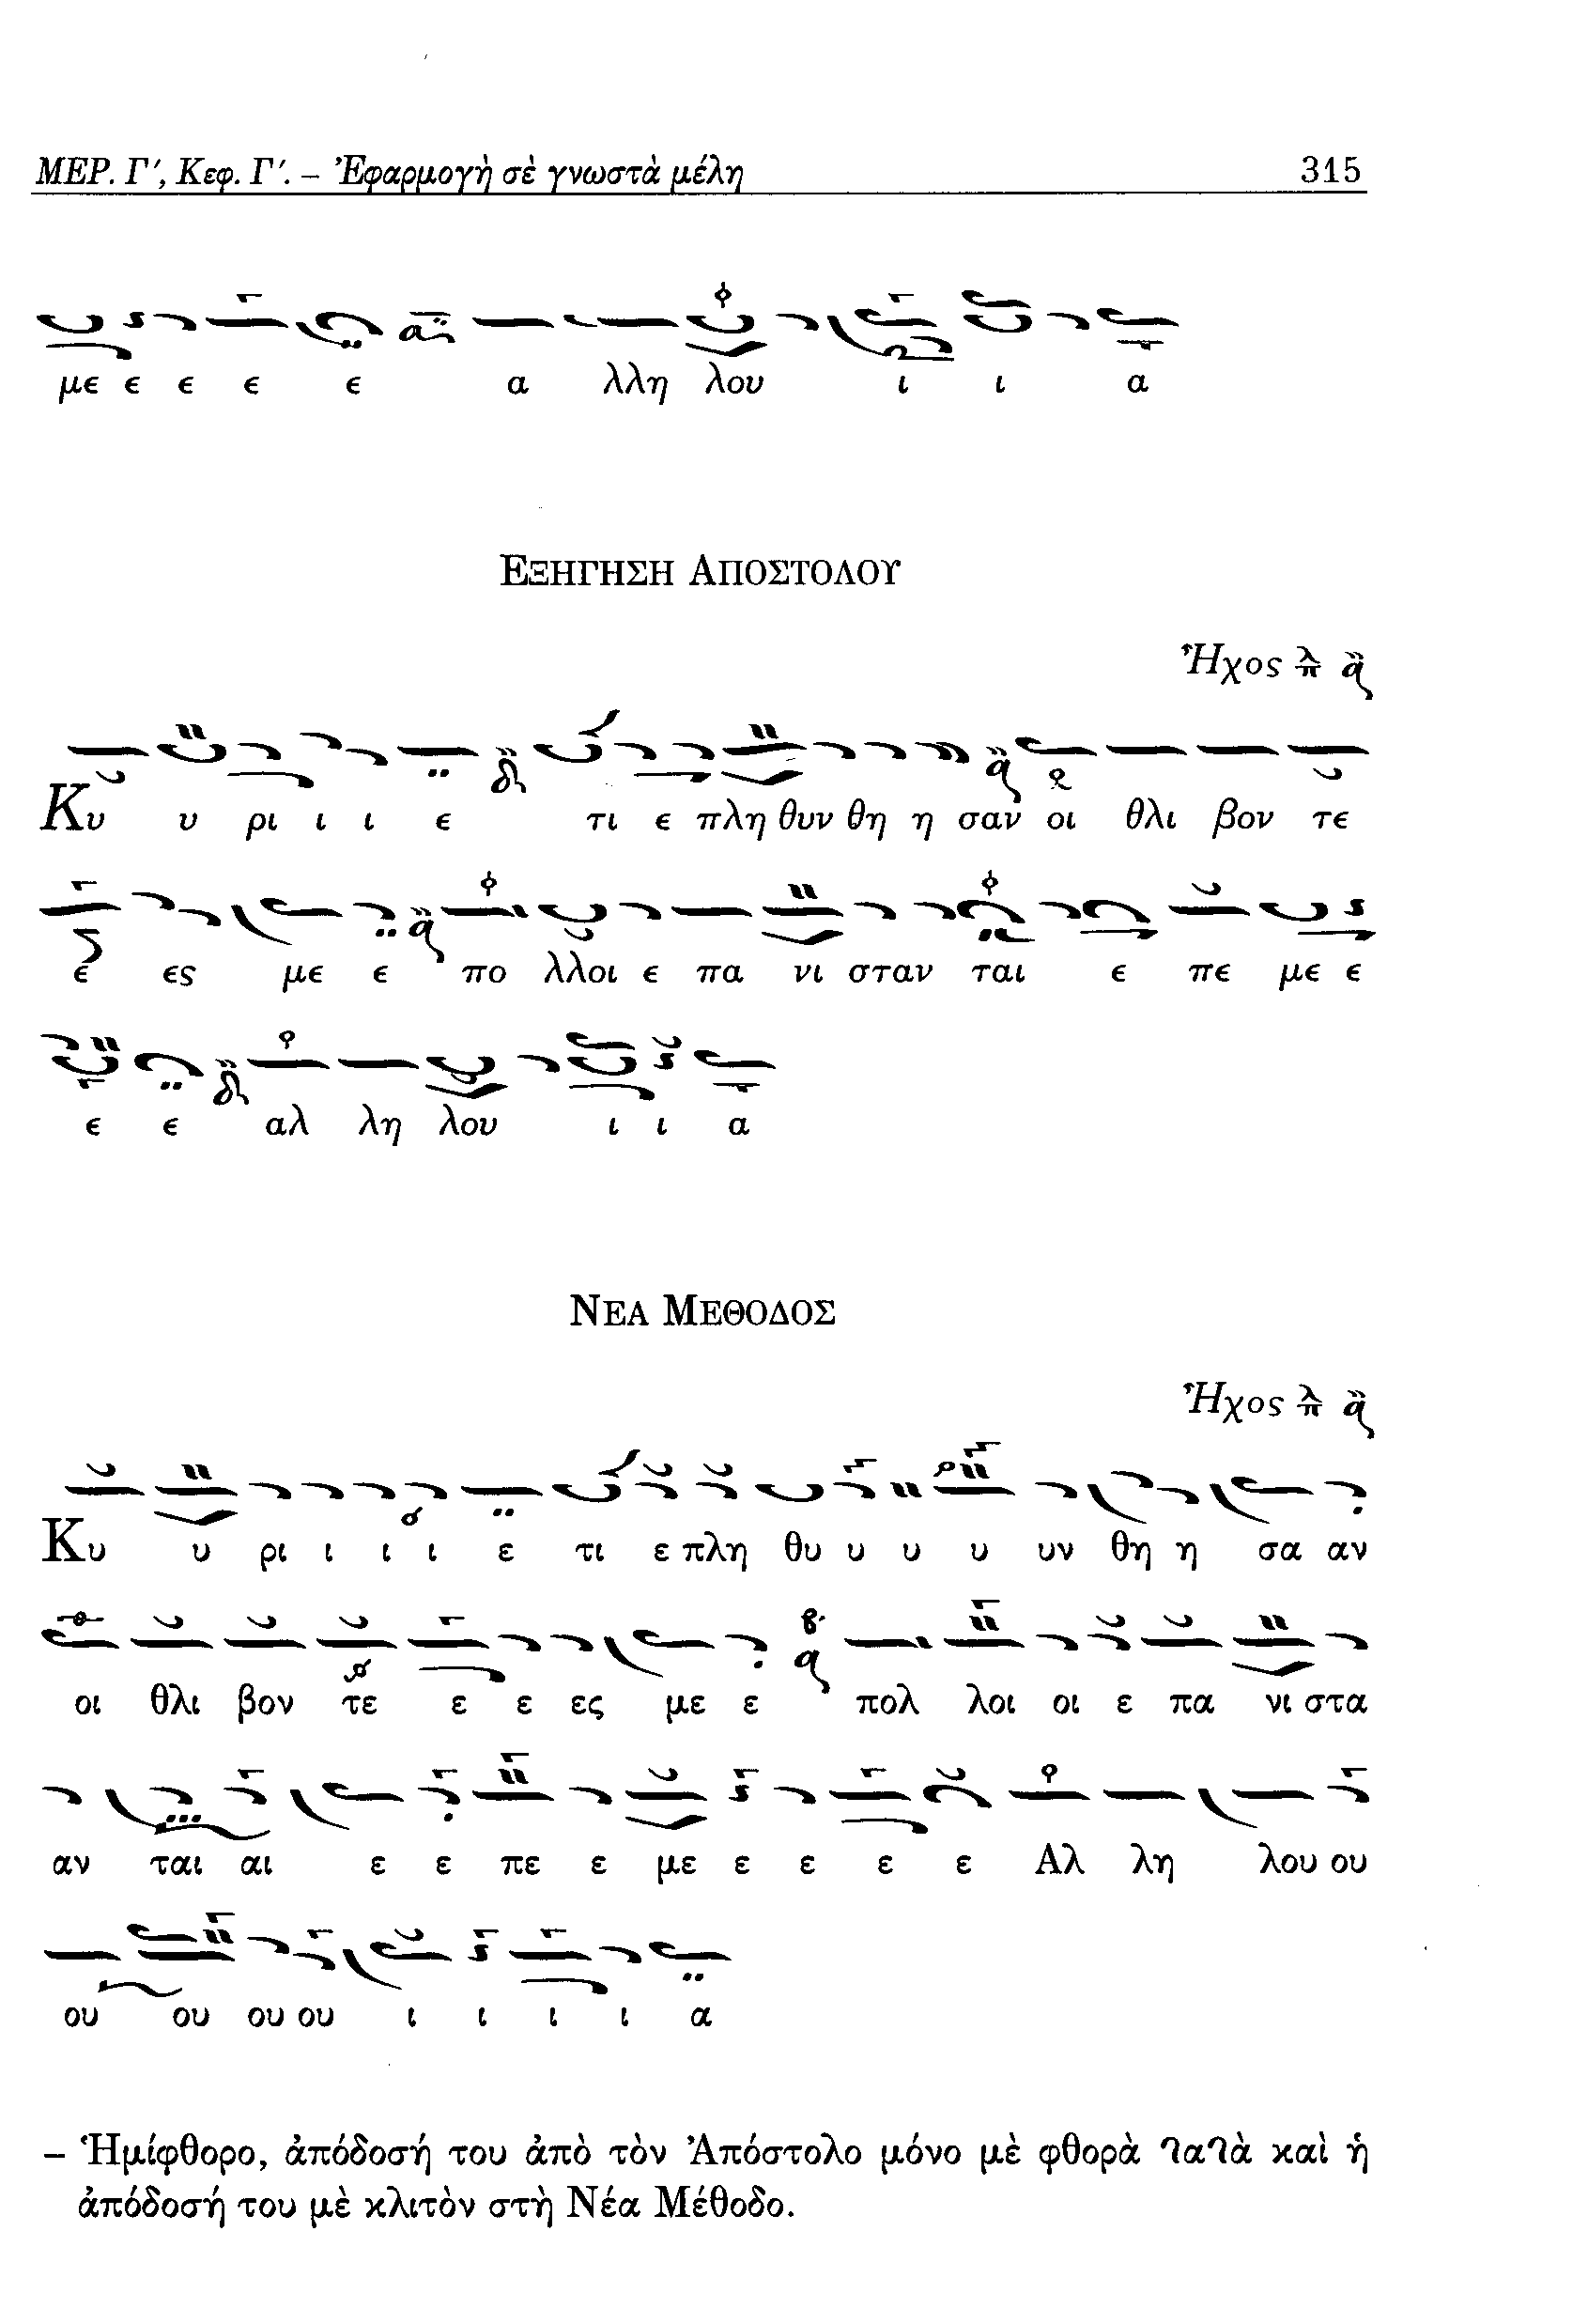 ΜΕΡ. Γ′, Κεφ. Γ′. – Ἐφαρμογὴ σὲ γνωστὰ μέλη 315
με ε ε ε ε α λλη λου ι ι α
ΕΞΗΓΗΣΗ ΑΠΟΣΤΟΛΟΥ
Ἦχος
Κυ υ ρι ι ι ε τι ε πλη θυν θη η σαν οι θλι βον τε
ε ες με ε πο λλοι ε πα νι σταν ται ε πε με ε
ε ε αλ λη λου ι ι α
ΝΕΑ ΜΕΘΟΔΟΣ
Ἦχος
Κυ υ ρι ι ι ι ε τι ε πλη θυ υ υ υ υν θη η σα αν
οι θλι βον τε ε ε ες με ε πολ λοι οι ε πα νι στα
αν ται αι ε ε πε ε με ε ε ε ε Αλ λη λου ου
ου ου ου ου ι ι ι ι α
– Ἡμίφθορο, ἀπόδοσή του ἀπὸ τὸν Ἀπόστολο μόνο μὲ φθορὰ καὶ ἡ
ἀπόδοσή του μὲ κλιτὸν στὴ Νέα Μέθοδο.